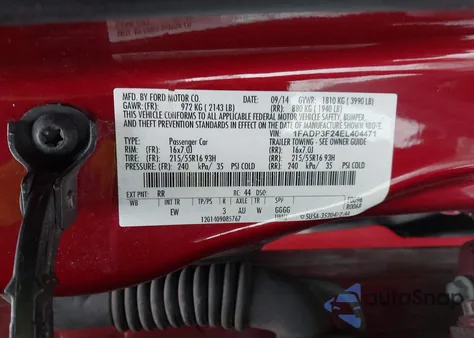 MFD. BY FORD MOTOR CO. 09/14 GVWR: 1810 KG ( 3990 LB)
GAWR: (FR): 972 KG ( 2143 LB) (RR): 880 KG ( 1940 LB)
THIS VEHICLE CONFORMS TO ALL APPLICABLE FEDERAL MOTOR VEHICLE SAFETY, BUMPER,
AND THEFT PREVENTION STANDARDS IN EFFECT ON THE DATE OF MANUFACTURE SHOWN ABOVE.
VIN: 1FADP3F24EL404471
TYPE: Passenger Car TRAILER TOWING - SEE OWNER GUIDE
RIM: (FR) 16x7.0J (RR): 16x7.0J
TIRE: (FR) 215/55R16 93H (RR): 215/55R16 93H
PRESSURE: (FR) 240 kPa/ 35 PSI COLD (RR): 240 kPa/ 35 PSI COLD
EXT PNT: RR RC: 44 DSO:
WB INT TR TP/PS R AXLE TR
EW 3 AU W GGGG
1201409085767
AutoSnap